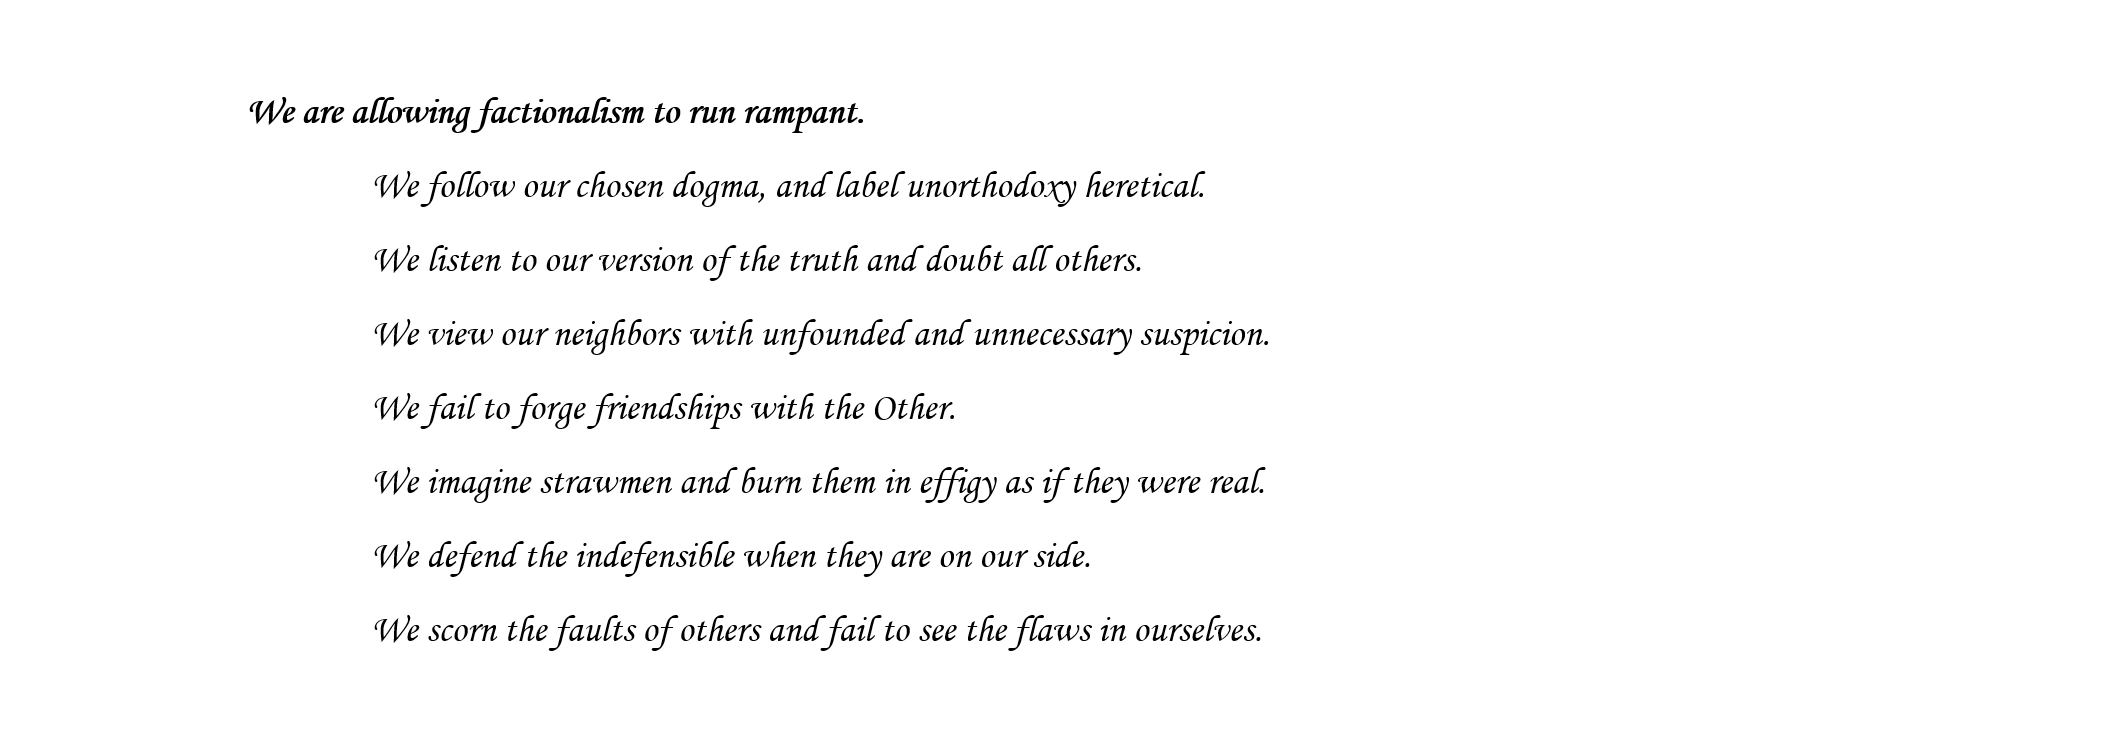 We are allowing factionalism to run rampant.
We follow our chosen dogma, and label unorthodoxy heretical.
We listen to our version of the truth and doubt all others.
We view our neighbors with unfounded and unnecessary suspicion.
We fail to forge friendships with the Other.
We imagine strawmen and burn them in effigy as if they were real.
We defend the indefensible when they are on our side.
We scorn the faults of others and fail to see the flaws in ourselves.